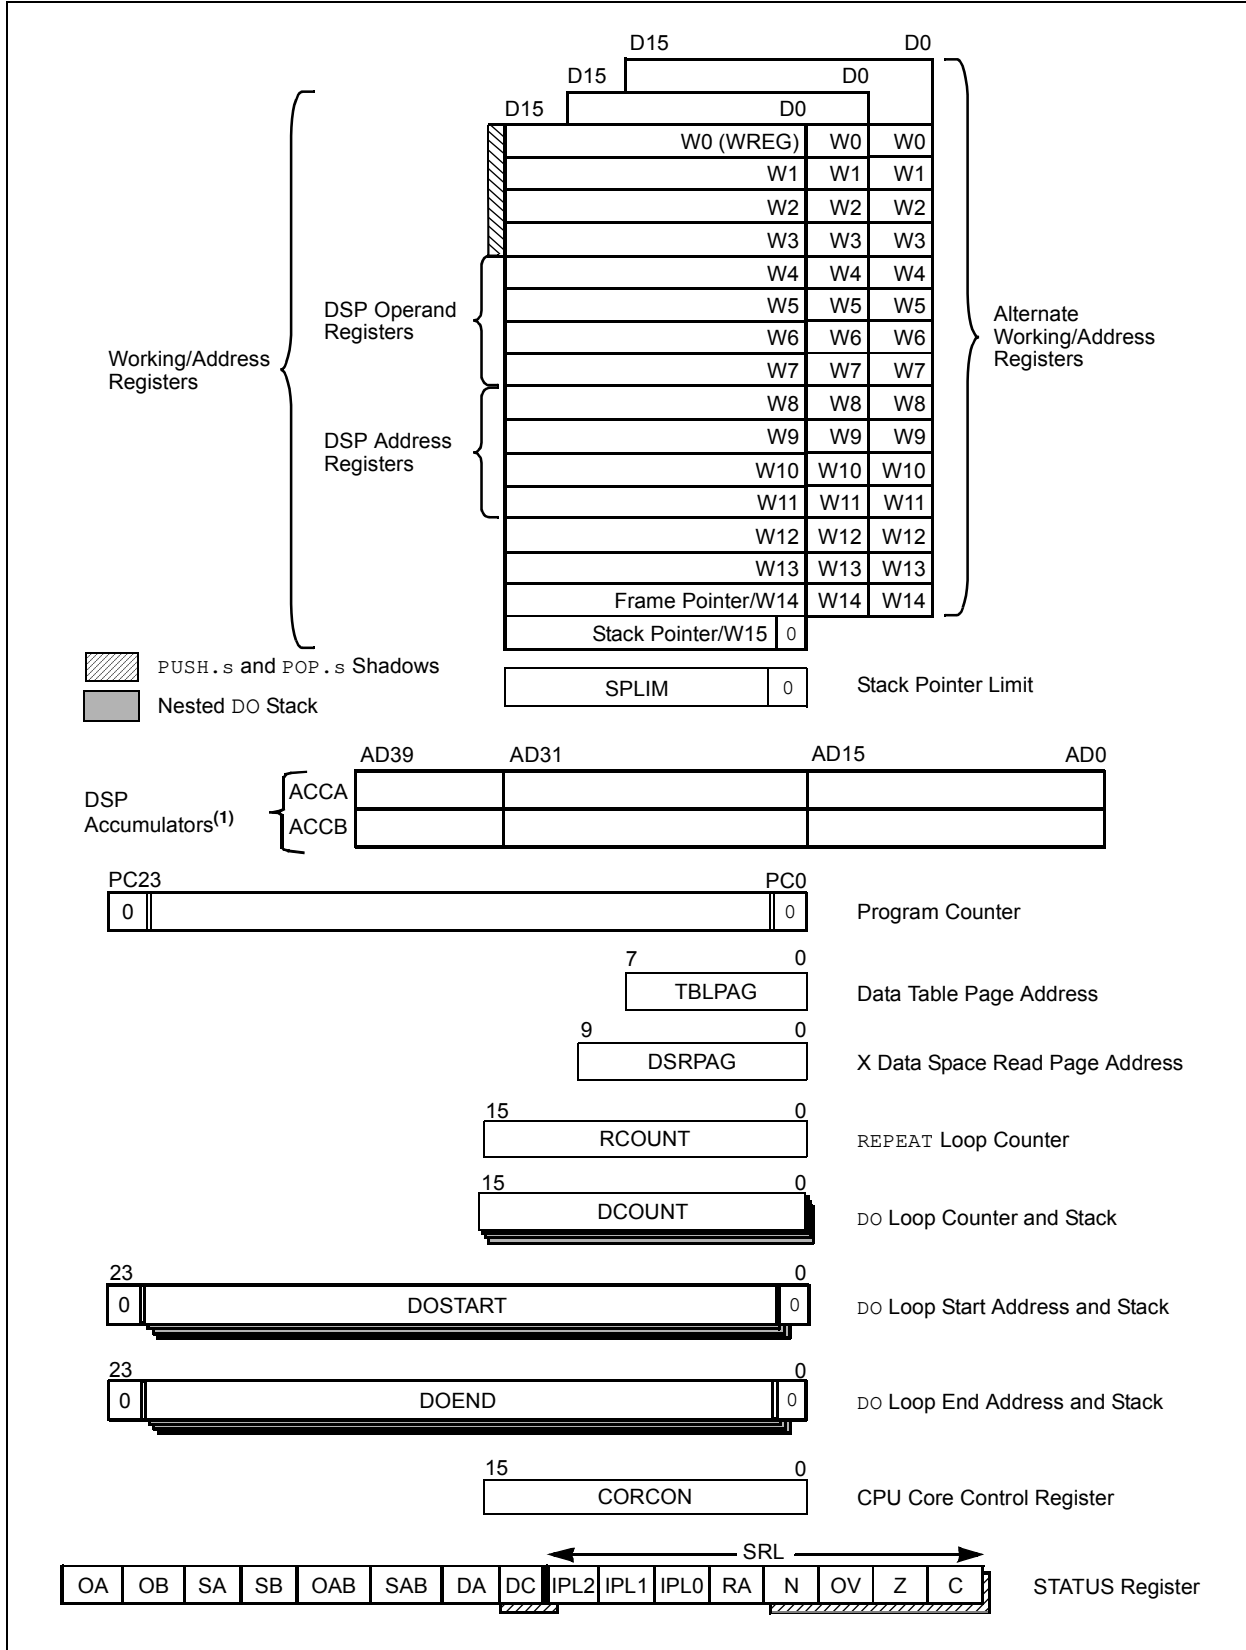 D15 D0
D15 D0
D15 D0
W0 (WREG) W0 W0
W1 W1 W1
W2 W2 W2
W3 W3 W3
W4 W4 W4
W5 W5 W5
W6 W6 W6
W7 W7 W7
W8 W8 W8
W9 W9 W9
W10 W10 W10
W11 W11 W11
W12 W12 W12
W13 W13 W13
Frame Pointer/W14 W14 W14
Stack Pointer/W15 0
Working/Address
Registers
DSP Operand
Registers
DSP Address
Registers
Alternate
Working/Address
Registers
PUSH.s and POP.s Shadows
Nested DO Stack
SPLIM 0 Stack Pointer Limit
AD39 AD31 AD15 AD0
DSP
Accumulators(1)
ACCA
ACCB
PC23 PC0
0 0 Program Counter
7 0
TBLPAG Data Table Page Address
9 0
DSRPAG X Data Space Read Page Address
15 0
RCOUNT REPEAT Loop Counter
15 0
DCOUNT DO Loop Counter and Stack
23 0
0 DOSTART 0 DO Loop Start Address and Stack
23 0
0 DOEND 0 DO Loop End Address and Stack
15 0
CORCON CPU Core Control Register
SRL
OA OB SA SB OAB SAB DA DC IPL2 IPL1 IPL0 RA N OV Z C STATUS Register